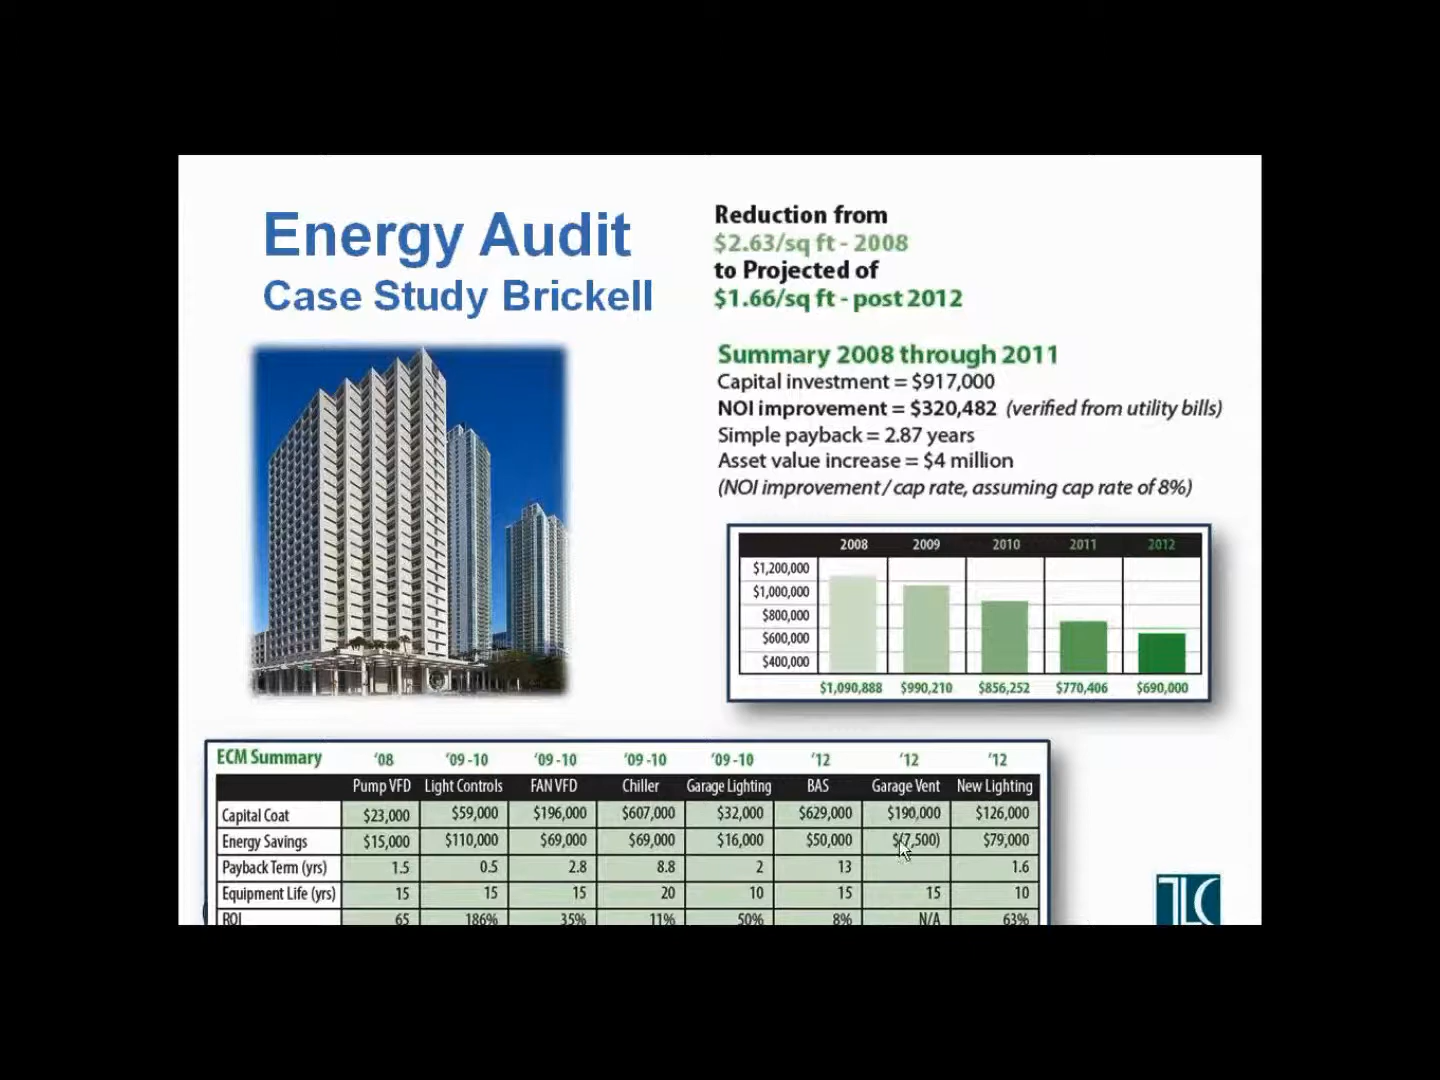 Energy Audit
Case Study Brickell
Reduction from
$2.63/sq ft - 2008
to Projected of
$1.66/sq ft - post 2012
Summary 2008 through 2011
Capital investment = $917,000
NOI improvement = $320,482 (verified from utility bills)
Simple payback = 2.87 years
Asset value increase = $4 million
(NOI improvement / cap rate, assuming cap rate of 8%)
2008 2009 2010 2011 2012
$1,200,000
$1,000,000
$800,000
$600,000
$400,000
$1,090,888 $990,210 $856,252 $770,406 $690,000
ECM Summary '08 '09 -10 '09 -10 '09 -10 '09 -10 '12 '12 '12
Pump VFD Light Controls FAN VFD Chiller Garage Lighting BAS Garage Vent New Lighting
Capital Coat $23,000 $59,000 $196,000 $607,000 $32,000 $629,000 $190,000 $126,000
Energy Savings $15,000 $110,000 $69,000 $69,000 $16,000 $50,000 $(7,500) $79,000
Payback Term (yrs) 1.5 0.5 2.8 8.8 2 13 1.6
Equipment Life (yrs) 15 15 15 20 10 15 15 10
ROI 65 186% 35% 11% 50% 8% N/A 63%
TLC